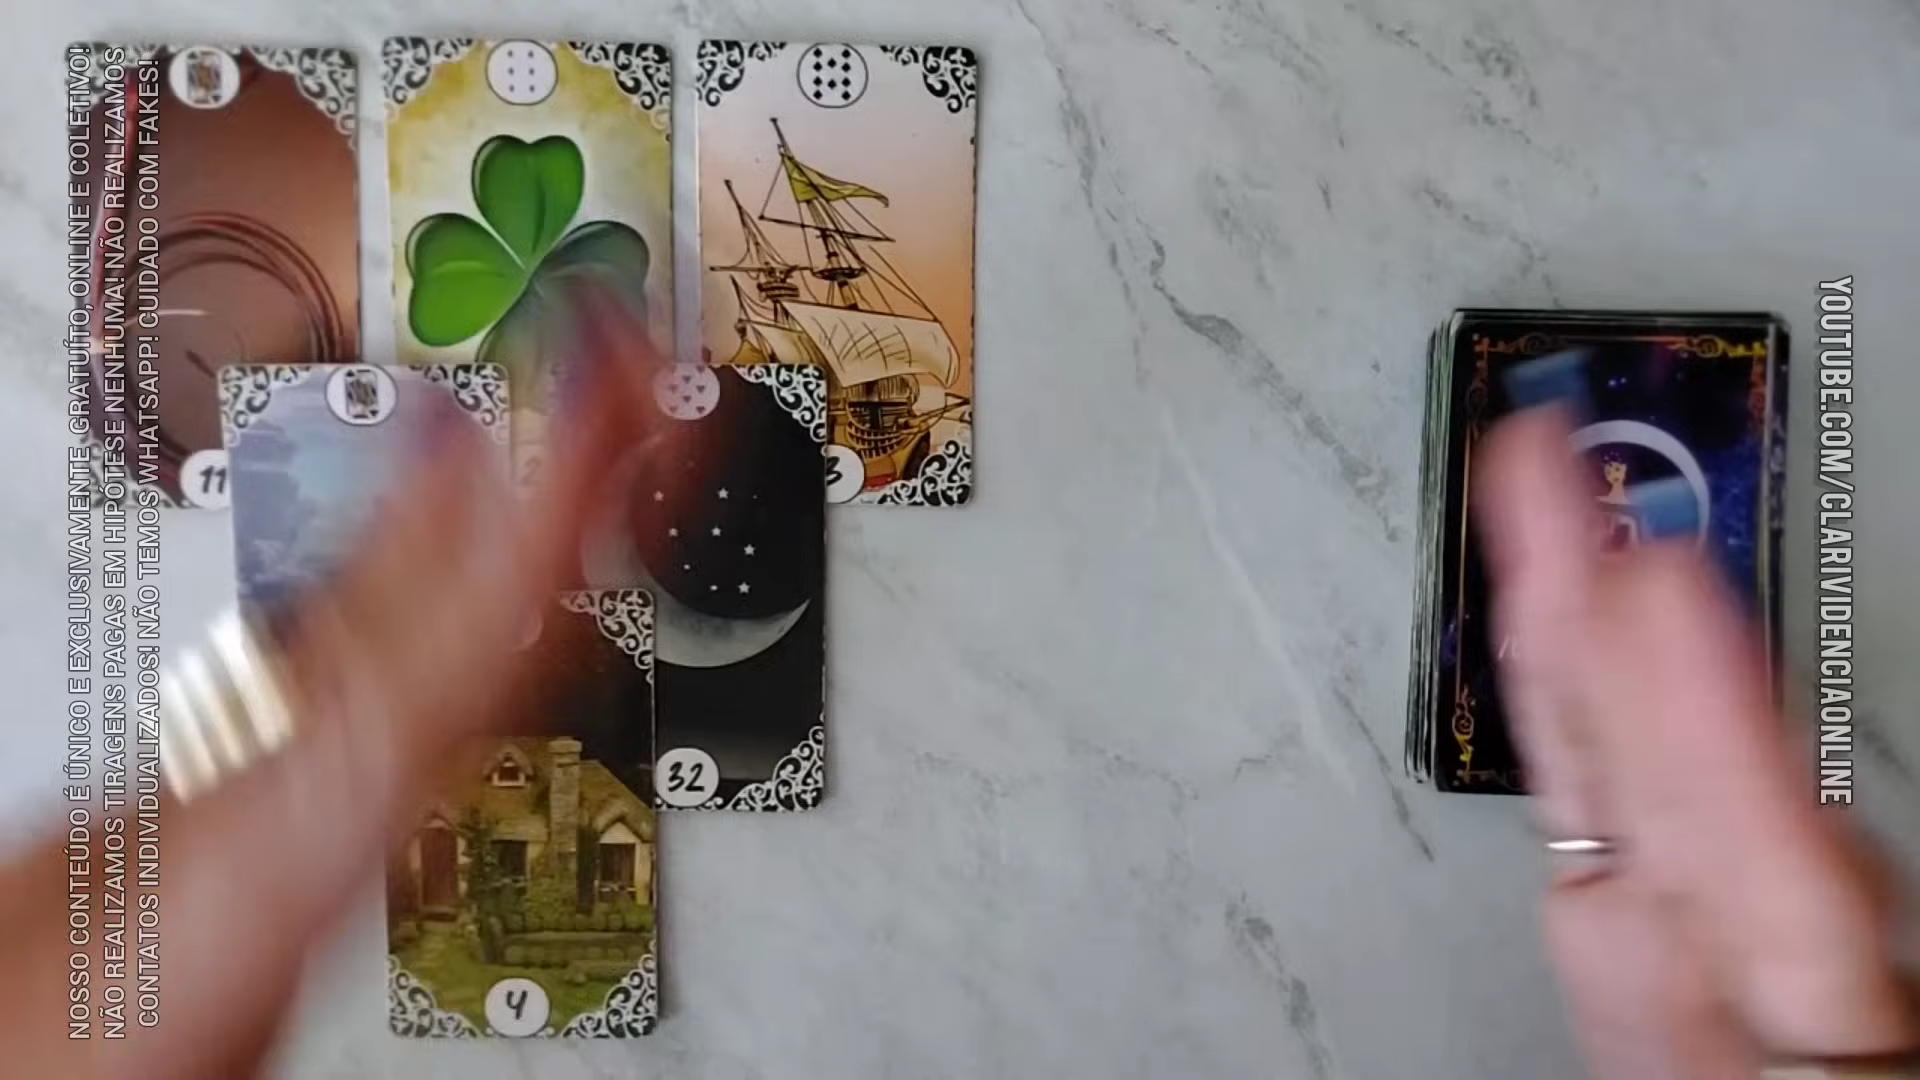 NOSSO CONTEÚDO É ÚNICO E EXCLUSIVAMENTE GRATUÍTO, ONLINE E COLETIVO!
NÃO REALIZAMOS TIRAGENS PAGAS EM HIPÓTESE NENHUMA! NÃO REALIZAMOS
CONTATOS INDIVIDUALIZADOS! NÃO TEMOS WHATSAPP! CUIDADO COM FAKES!
11
2
3
32
4
YOUTUBE.COM/CLARIVIDENCIAONLINE